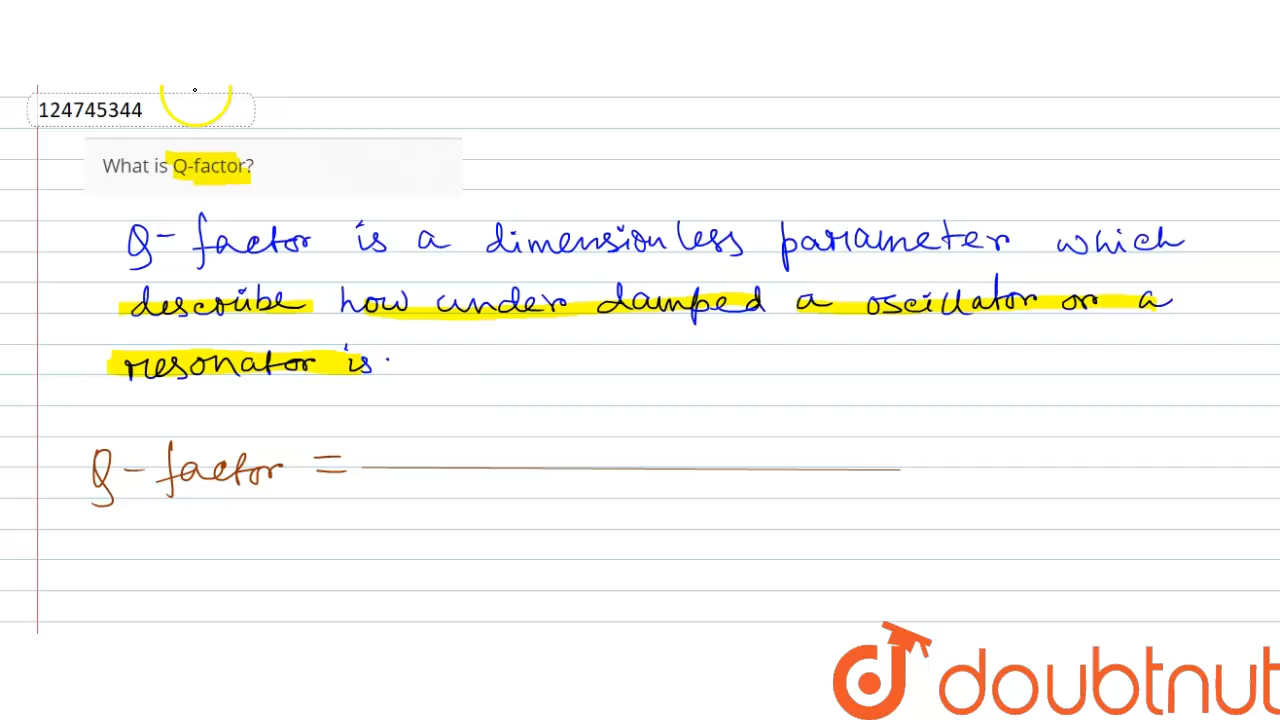 124745344
What is Q-factor?
Q-factor is a dimensionless parameter which
describe how under damped a oscillator or a
resonator is.
Q-factor =
doubtnut